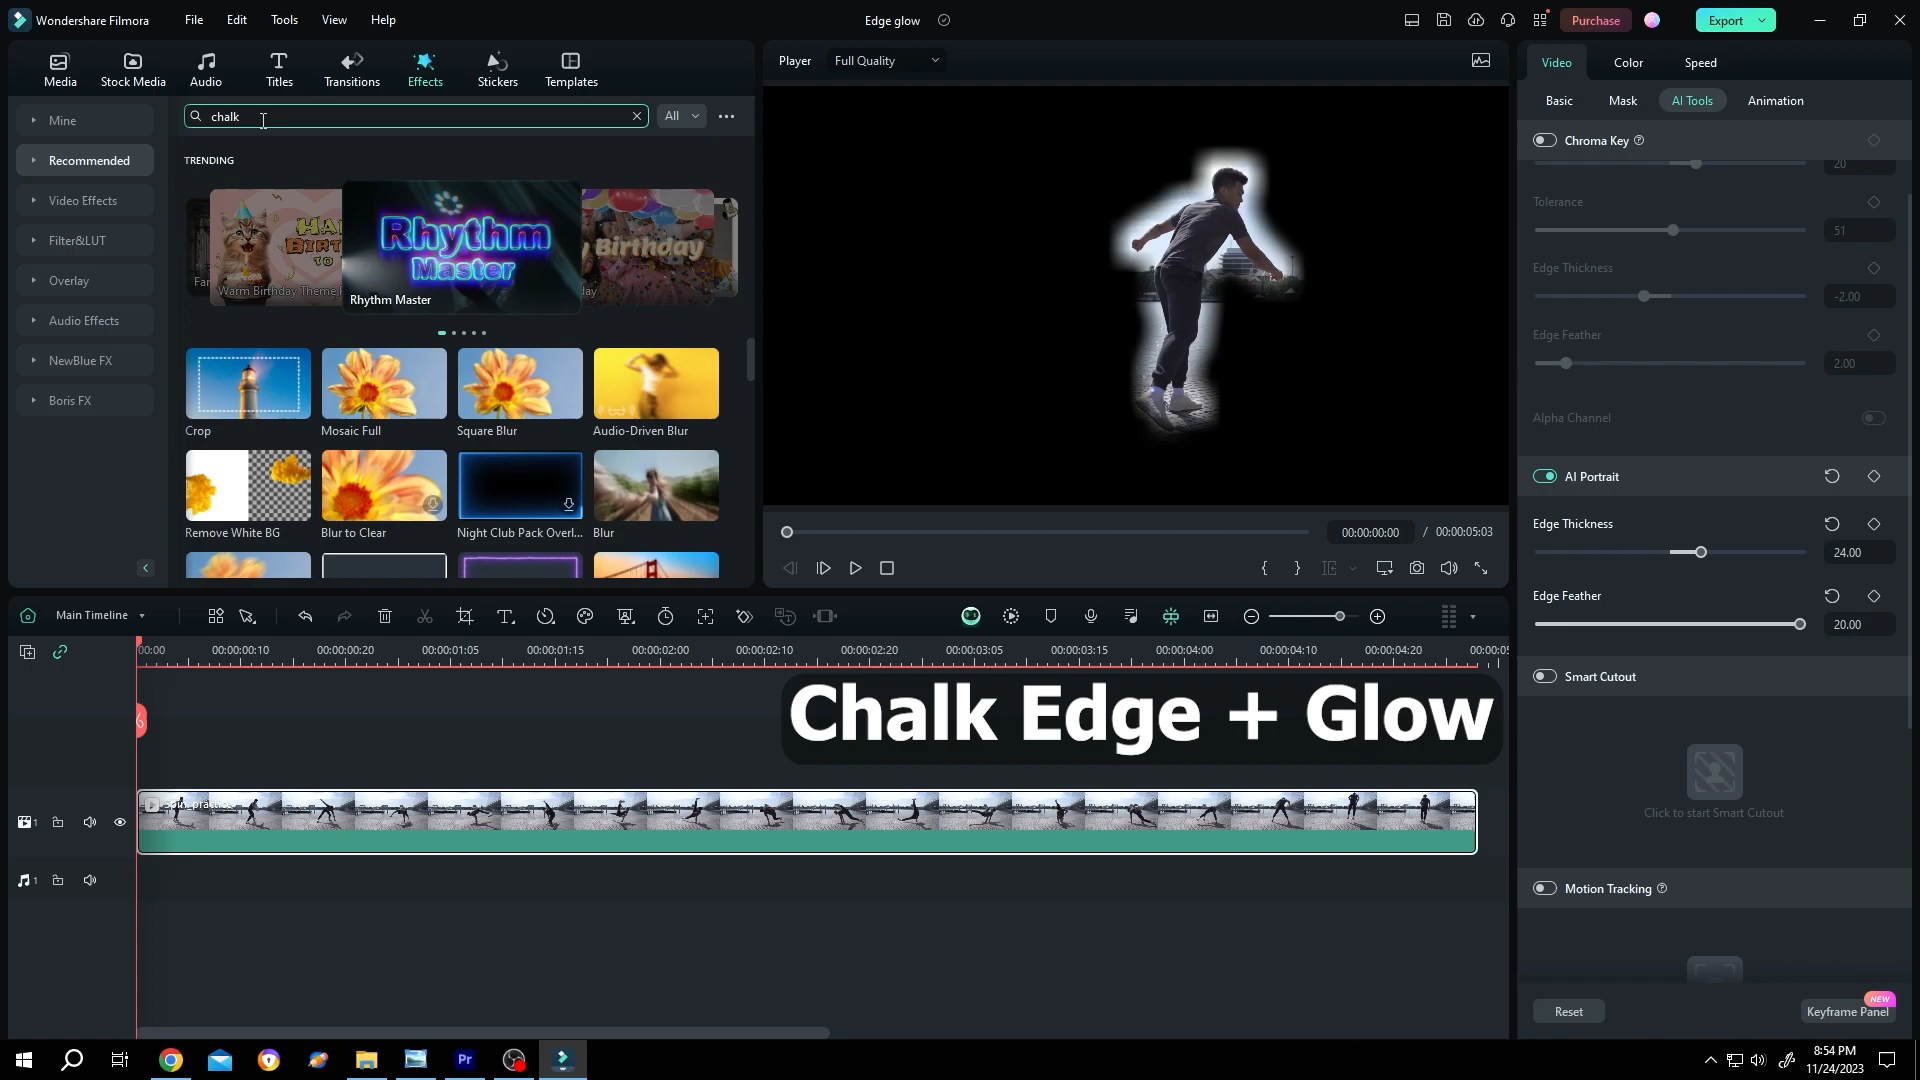 Wondershare Filmora
File
Edit
Tools
View
Help
Edge glow
Purchase
Export
Media
Stock Media
Audio
Titles
Transitions
Effects
Stickers
Templates
Player
Full Quality
Video
Color
Speed
Basic
Mask
AI Tools
Animation
Mine
Recommended
Video Effects
Filter&LUT
Overlay
Audio Effects
NewBlue FX
Boris FX
chalk
All
TRENDING
Rhythm
Master
Rhythm Master
Birthday
Warm Birthday Theme
Crop
Mosaic Full
Square Blur
Audio-Driven Blur
Remove White BG
Blur to Clear
Night Club Pack Overl...
Blur
00:00:00:00
/
00:00:05:03
Chroma Key
20
Tolerance
51
Edge Thickness
-2.00
Edge Feather
2.00
Alpha Channel
AI Portrait
Edge Thickness
24.00
Edge Feather
20.00
Smart Cutout
Click to start Smart Cutout
Motion Tracking
Reset
NEW
Keyframe Panel
Main Timeline
00:00
00:00:00:10
00:00:00:20
00:00:01:05
00:00:01:15
00:00:02:00
00:00:02:10
00:00:02:20
00:00:03:05
00:00:03:15
00:00:04:00
00:00:04:10
00:00:04:20
Chalk Edge + Glow
1
1
Pr
8:54 PM
11/24/2023